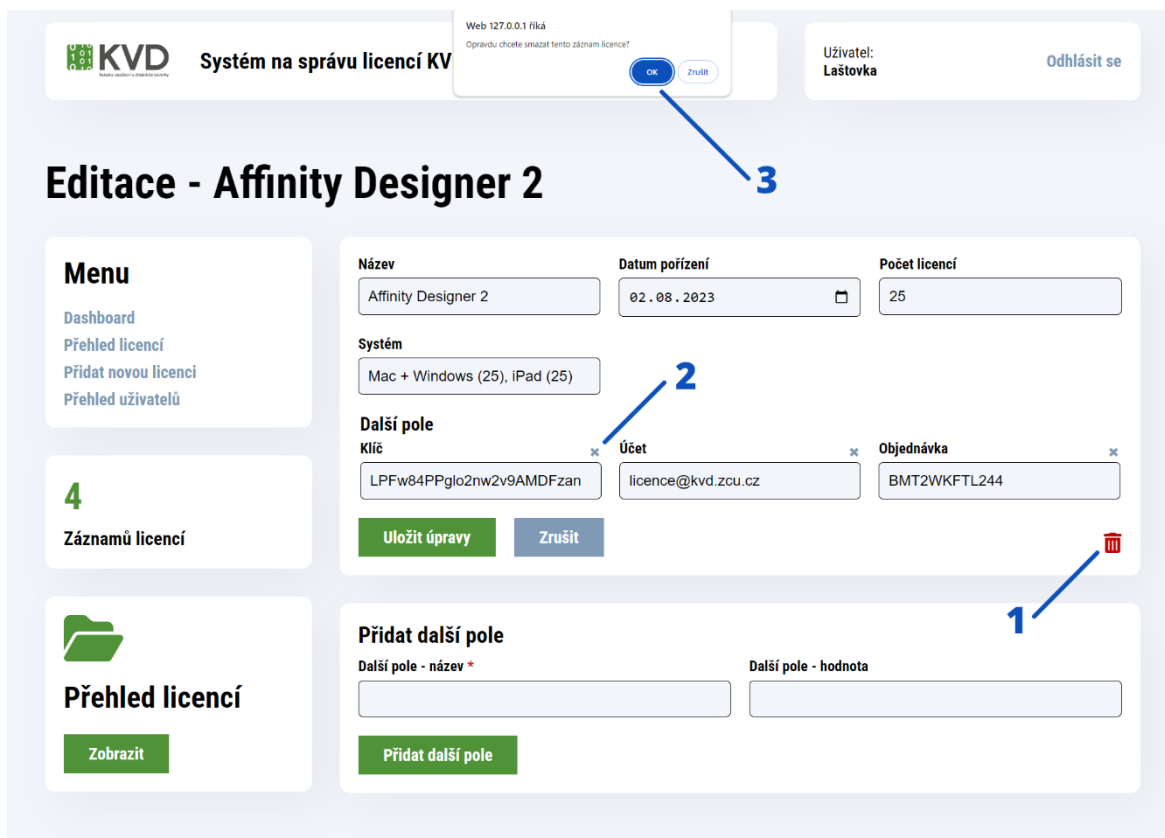 Web 127.0.0.1 říká
Opravdu chcete smazat tento záznam licence?
OK
Zrušit
KVD
Systém na správu licencí KV
Uživatel:
Laštovka
Odhlásit se
3
Editace - Affinity Designer 2
Menu
Dashboard
Přehled licencí
Přidat novou licenci
Přehled uživatelů
4
Záznamů licencí
Přehled licencí
Zobrazit
Název
Datum pořízení
Počet licencí
Affinity Designer 2
02.08.2023
25
Systém
Mac + Windows (25), iPad (25)
2
Další pole
Klíč
Účet
Objednávka
LPFw84PPglo2nw2v9AMDFzan
licence@kvd.zcu.cz
BMT2WKFTL244
Uložit úpravy
Zrušit
1
Přidat další pole
Další pole - název *
Další pole - hodnota
Přidat další pole